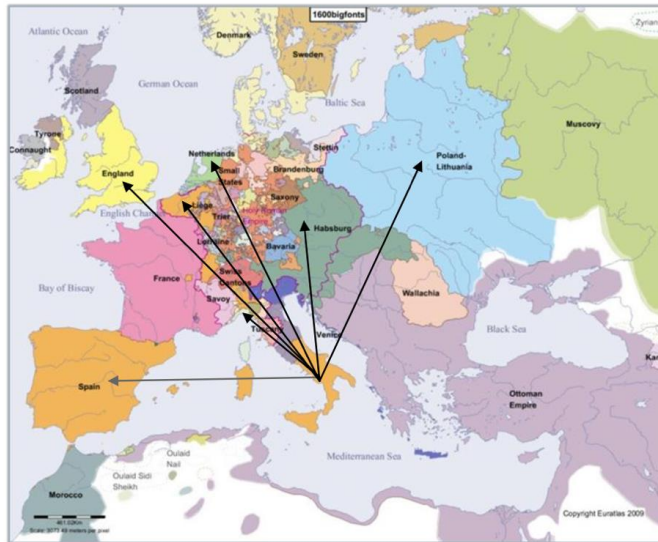 1600bigfonts
Zyrian
Atlantic Ocean
Denmark
Sweden
German Ocean
Scotland
Baltic Sea
Muscovy
Tyrone
Connaught
Netherlands
Stettin
England
Small
States
Brandenburg
Poland-
Lithuania
Saxony
Liège
English
Trier
Habsburg
Lorraine
Bavaria
France
Swiss
Cantons
Bay of Biscay
Savoy
Wallachia
Tuscany
Venice
Black Sea
Spain
Ottoman
Empire
Mediterranean Sea
Oulaid
Nail
Oulaid Sidi
Sheikh
Morocco
Copyright Euratlas 2009